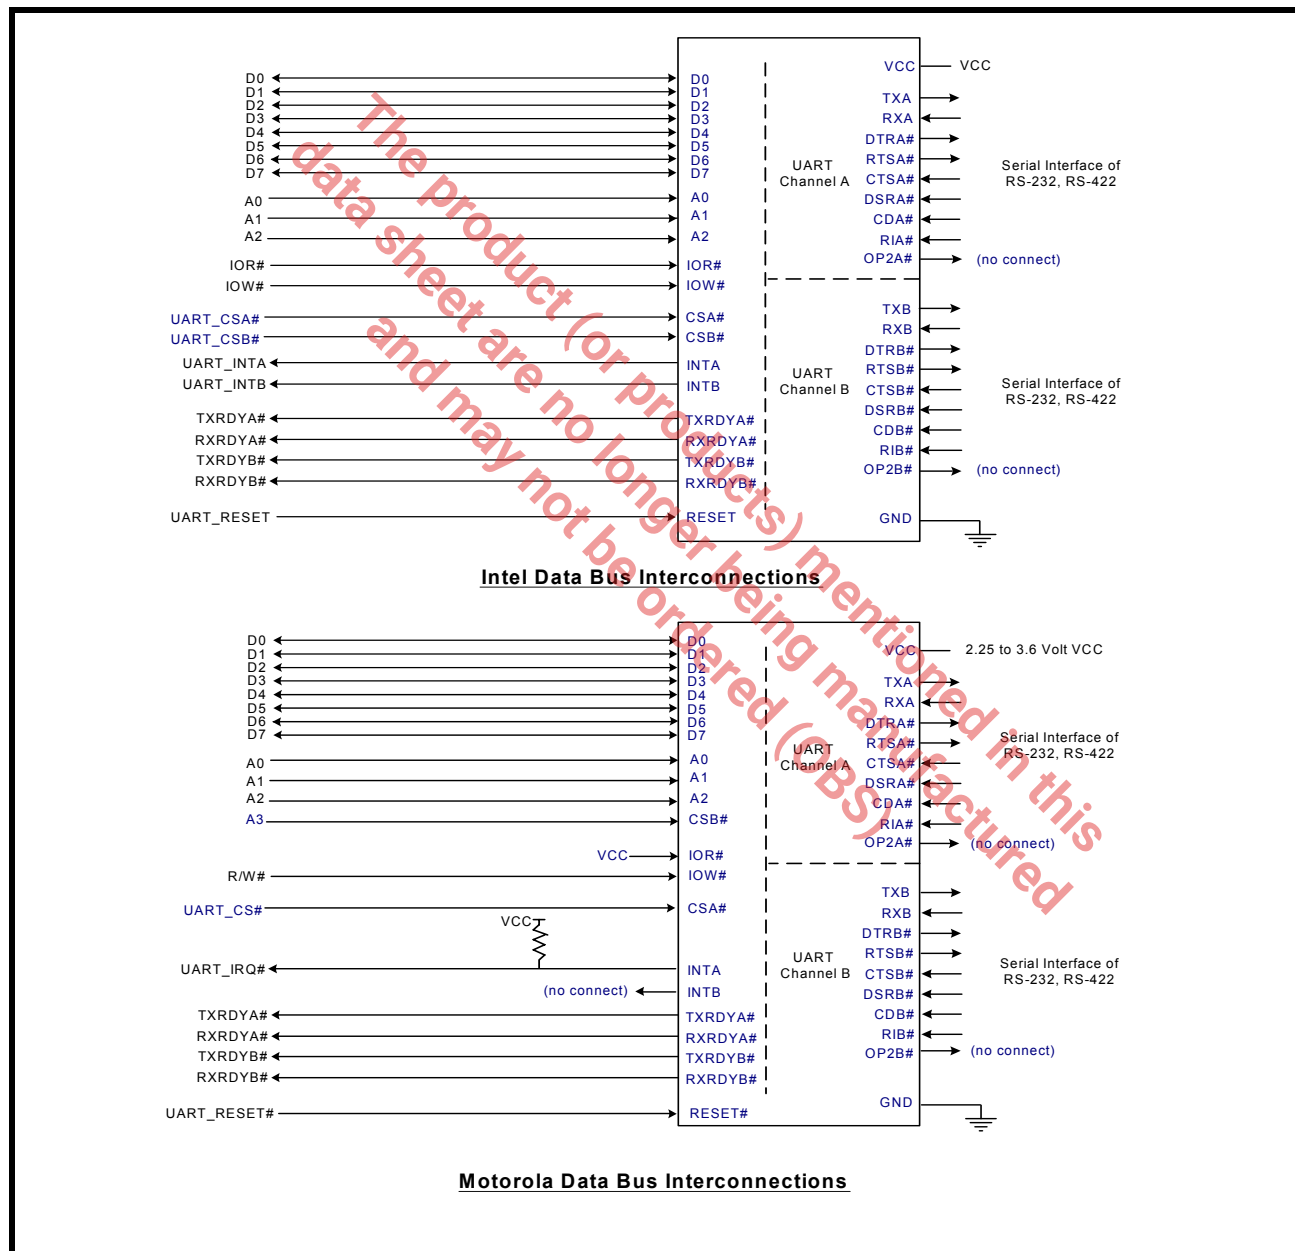 D0
D1
D2
D3
D4
D5
D6
D7
A0
A1
A2
IOR#
IOW#
UART_CSA#
UART_CSB#
UART_INTA
UART_INTB
TXRDYA#
RXRDYA#
TXRDYB#
RXRDYB#
UART_RESET
D0
D1
D2
D3
D4
D5
D6
D7
A0
A1
A2
IOR#
IOW#
CSA#
CSB#
INTA
INTB
TXRDYA#
RXRDYA#
TXRDYB#
RXRDYB#
RESET
UART
Channel A
UART
Channel B
VCC
TXA
RXA
DTRA#
RTSA#
CTSA#
DSRA#
CDA#
RIA#
OP2A#
TXB
RXB
DTRB#
RTSB#
CTSB#
DSRB#
CDB#
RIB#
OP2B#
GND
VCC
Serial Interface of
RS-232, RS-422
(no connect)
Serial Interface of
RS-232, RS-422
(no connect)
Intel Data Bus Interconnections
D0
D1
D2
D3
D4
D5
D6
D7
A0
A1
A2
A3
VCC
R/W#
UART_CS#
VCC
UART_IRQ#
(no connect)
TXRDYA#
RXRDYA#
TXRDYB#
RXRDYB#
UART_RESET#
D0
D1
D2
D3
D4
D5
D6
D7
A0
A1
A2
CSB#
IOR#
IOW#
CSA#
INTA
INTB
TXRDYA#
RXRDYA#
TXRDYB#
RXRDYB#
RESET#
UART
Channel A
UART
Channel B
VCC
TXA
RXA
DTRA#
RTSA#
CTSA#
DSRA#
CDA#
RIA#
OP2A#
TXB
RXB
DTRB#
RTSB#
CTSB#
DSRB#
CDB#
RIB#
OP2B#
GND
2.25 to 3.6 Volt VCC
Serial Interface of
RS-232, RS-422
(no connect)
Serial Interface of
RS-232, RS-422
(no connect)
Motorola Data Bus Interconnections
The product (or products) mentioned in this
data sheet are no longer being manufactured
and may not be ordered (OBS)